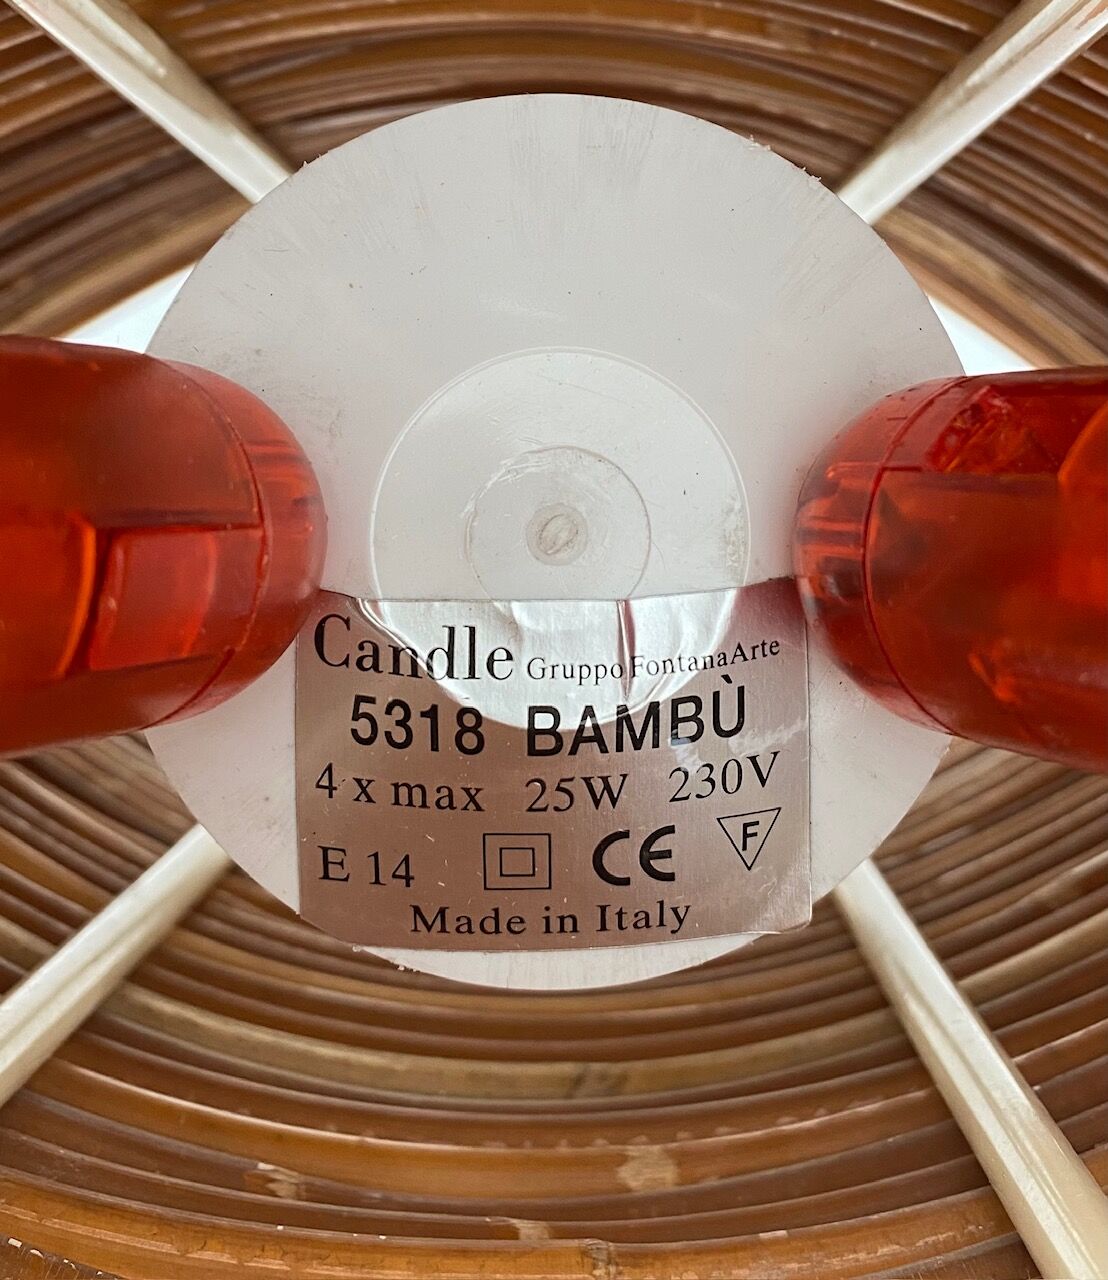 Candle Gruppo FontanaArte
5318 BAMBÙ
4 x max 25W 230V
E 14 CE F
Made in Italy